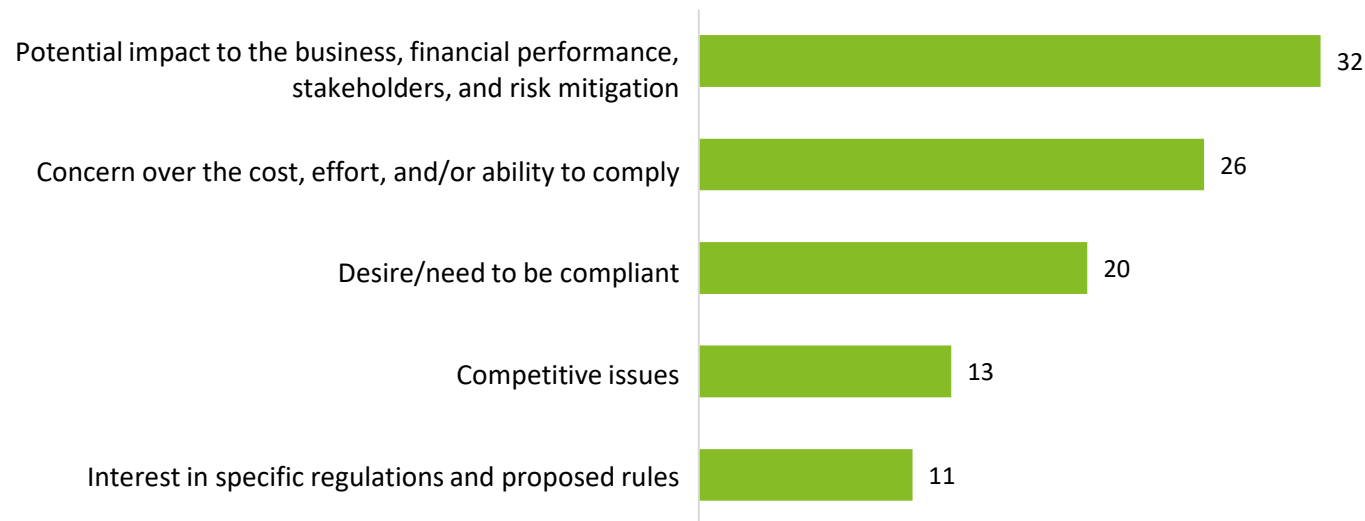 Potential impact to the business, financial performance,
stakeholders, and risk mitigation
32
Concern over the cost, effort, and/or ability to comply
26
Desire/need to be compliant
20
Competitive issues
13
Interest in specific regulations and proposed rules
11